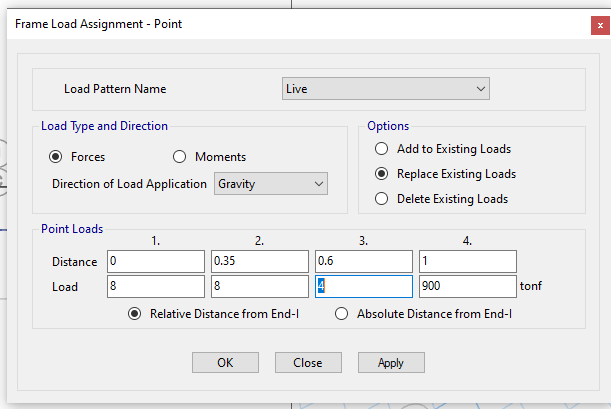 Frame Load Assignment - Point
x
Load Pattern Name Live
Load Type and Direction
Forces Moments
Direction of Load Application Gravity
Options
Add to Existing Loads
Replace Existing Loads
Delete Existing Loads
Point Loads
1. 2. 3. 4.
Distance 0 0.35 0.6 1
Load 8 8 4 900 tonf
Relative Distance from End-I Absolute Distance from End-I
OK Close Apply